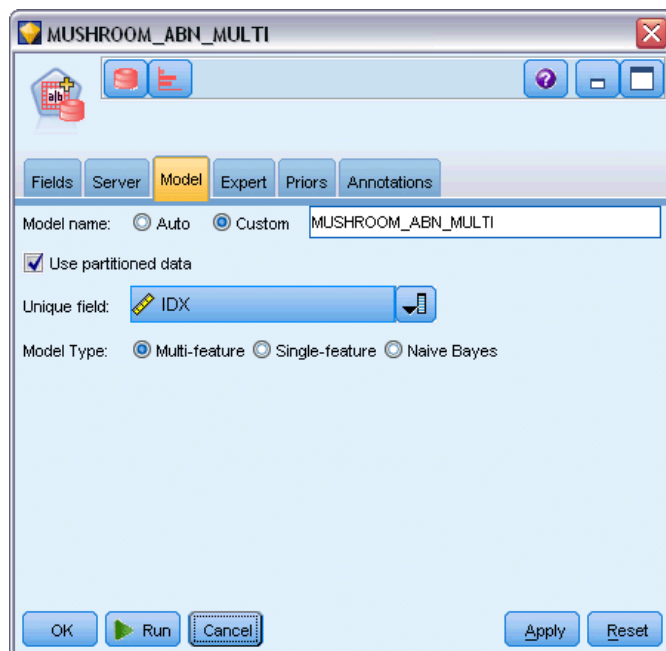 MUSHROOM_ABN_MULTI
a|b
Fields Server Model Expert Priors Annotations
Model name: Auto Custom MUSHROOM_ABN_MULTI
Use partitioned data
Unique field: IDX
Model Type: Multi-feature Single-feature Naive Bayes
OK Run Cancel Apply Reset